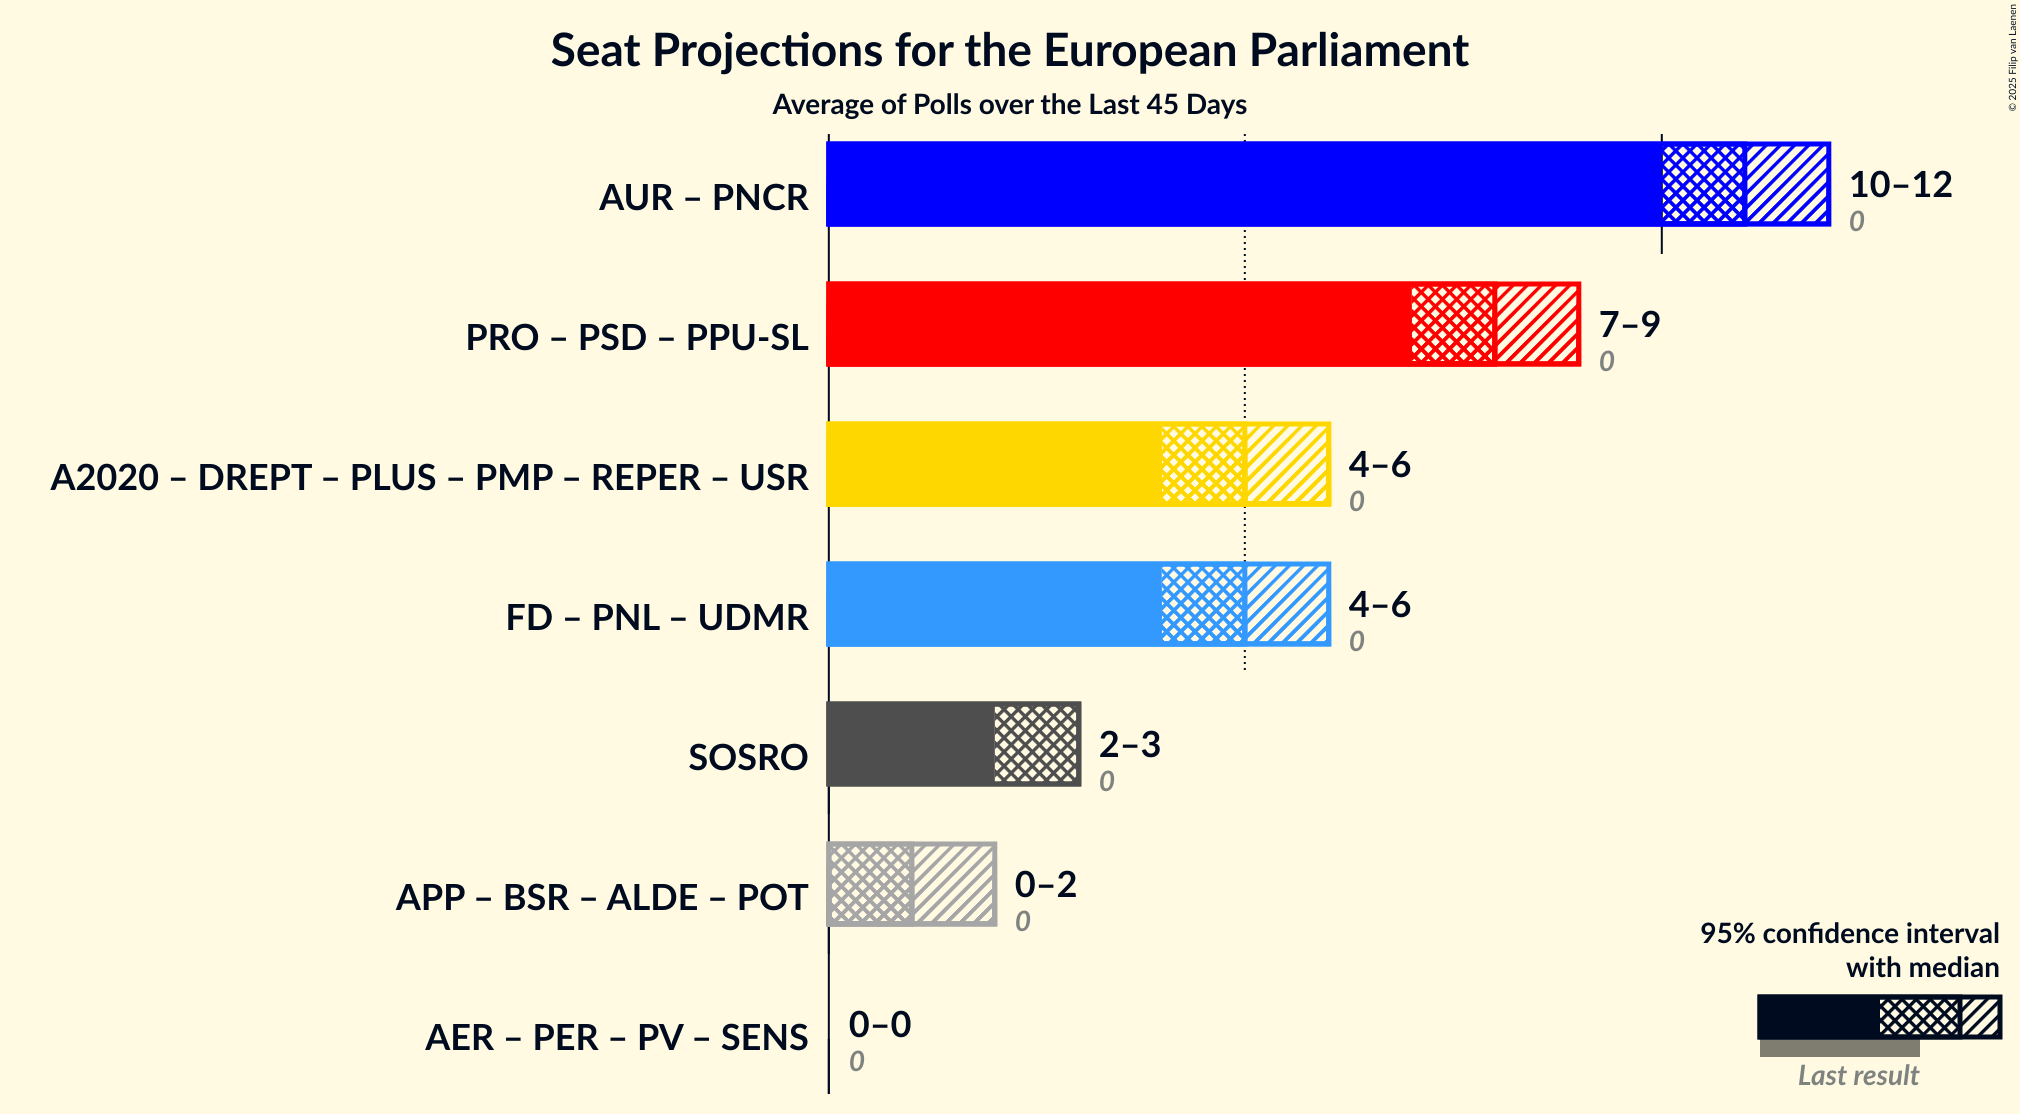 Seat Projections for the European Parliament
Average of Polls over the Last 45 Days
© 2025 Filip van Laenen
AUR – PNCR
10–12
0
PRO – PSD – PPU-SL
7–9
0
A2020 – DREPT – PLUS – PMP – REPER – USR
4–6
0
FD – PNL – UDMR
4–6
0
SOSRO
2–3
0
APP – BSR – ALDE – POT
0–2
0
AER – PER – PV – SENS
0–0
0
95% confidence interval
with median
Last result